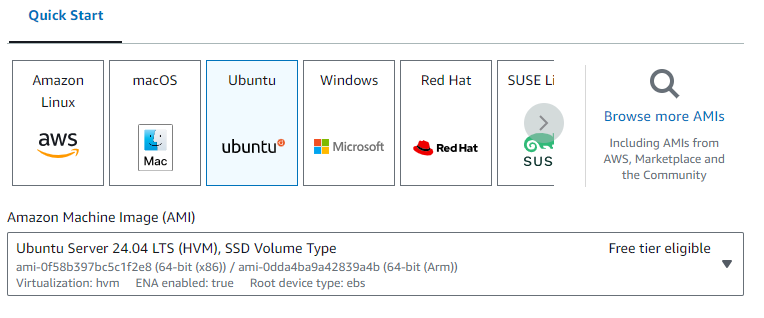 Quick Start
Amazon
Linux
aws
macOS
Mac
Ubuntu
ubuntu
Windows
Microsoft
Red Hat
Red Hat
SUSE Li
SUS
Browse more AMIs
Including AMIs from
AWS, Marketplace and
the Community
Amazon Machine Image (AMI)
Ubuntu Server 24.04 LTS (HVM), SSD Volume Type
Free tier eligible
ami-0f58b397bc5c1f2e8 (64-bit (x86)) / ami-0dda4ba9a42839a4b (64-bit (Arm))
Virtualization: hvm ENA enabled: true Root device type: ebs